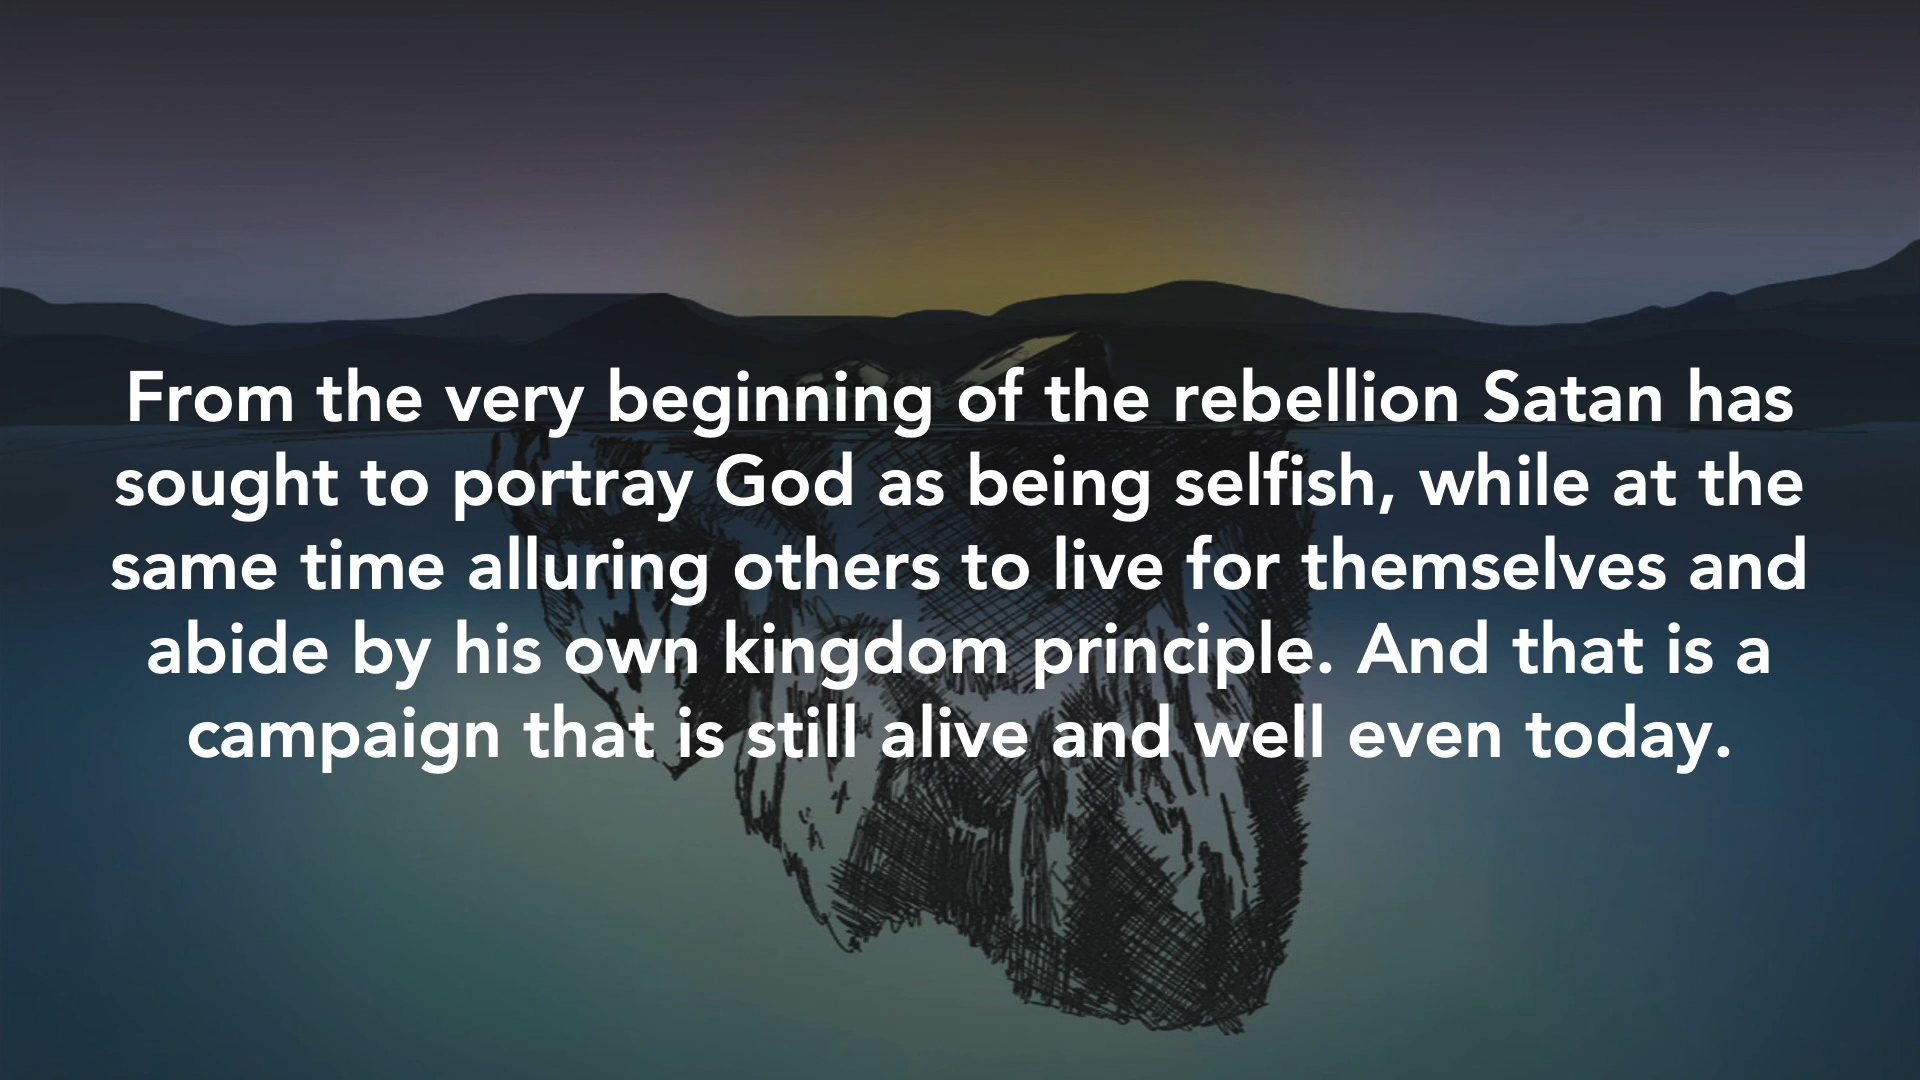 From the very beginning of the rebellion Satan has
sought to portray God as being selfish, while at the
same time alluring others to live for themselves and
abide by his own kingdom principle. And that is a
campaign that is still alive and well even today.